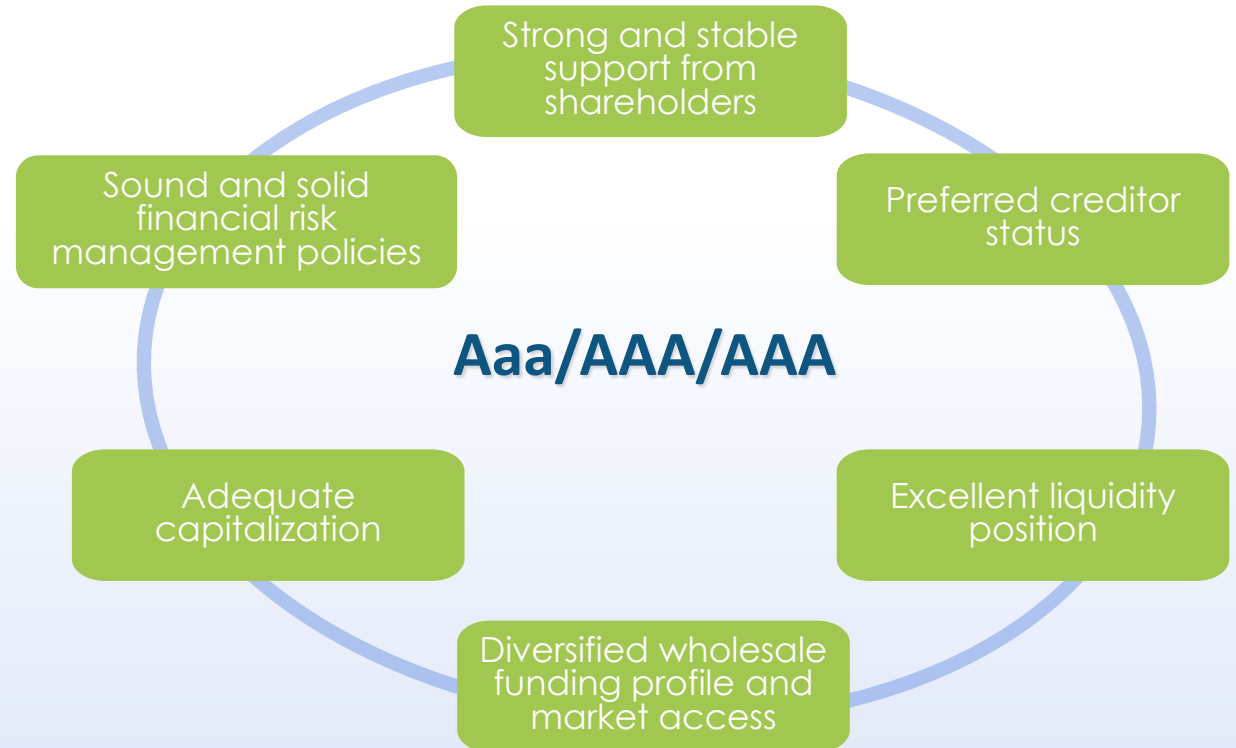 Strong and stable
support from
shareholders
Sound and solid
financial risk
management policies
Preferred creditor
status
Aaa/AAA/AAA
Adequate
capitalization
Excellent liquidity
position
Diversified wholesale
funding profile and
market access